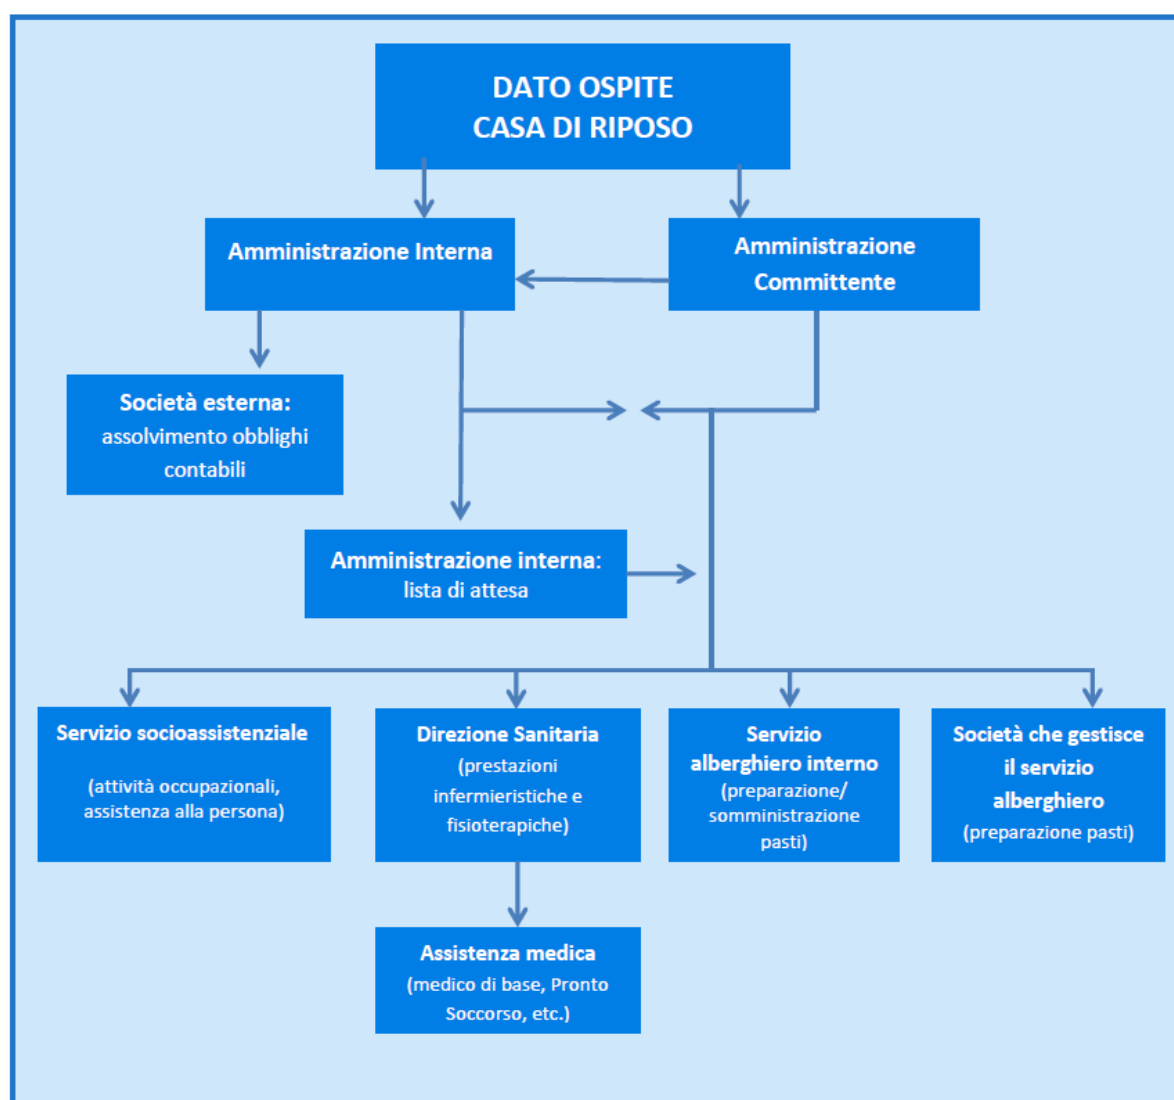 DATO OSPITE
CASA DI RIPOSO
Amministrazione Interna
Amministrazione
Committente
Società esterna:
assolvimento obblighi
contabili
Amministrazione interna:
lista di attesa
Servizio socioassistenziale
(attività occupazionali,
assistenza alla persona)
Direzione Sanitaria
(prestazioni
infermieristiche e
fisioterapiche)
Servizio
alberghiero interno
(preparazione/
somministrazione
pasti)
Società che gestisce
il servizio
alberghiero
(preparazione pasti)
Assistenza medica
(medico di base, Pronto
Soccorso, etc.)